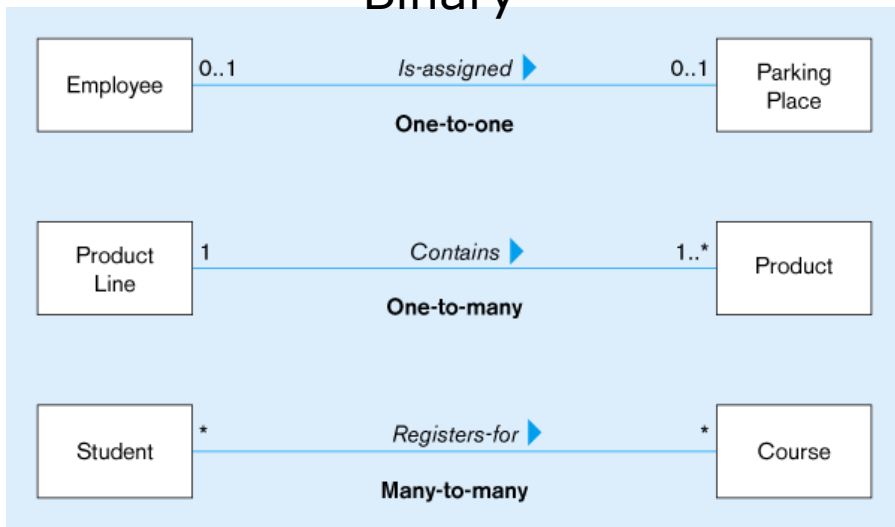 Binary
Employee
0..1
Is-assigned
0..1
Parking
Place
One-to-one
Product
Line
1
Contains
1..*
Product
One-to-many
Student
*
Registers-for
*
Course
Many-to-many